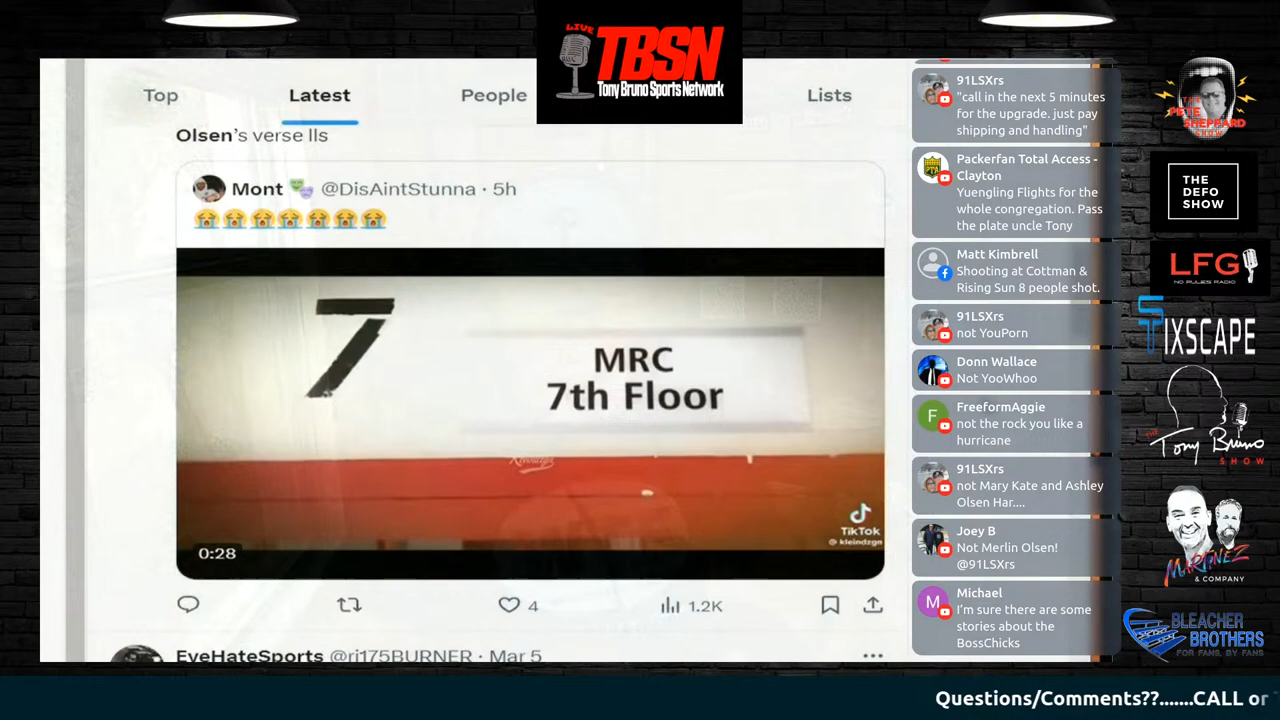 LIVE
TBSN
Tony Bruno Sports Network
Top
Latest
People
Lists
Olsen's verse lls
Mont @DisAintStunna · 5h
7
MRC
7th Floor
TikTok
@ kleindzgn
0:28
4
1.2K
EyeHateSports @ri175BURNER · Mar 5
91LSXrs
"call in the next 5 minutes
for the upgrade. just pay
shipping and handling"
Packerfan Total Access -
Clayton
Yuengling Flights for the
whole congregation. Pass
the plate uncle Tony
Matt Kimbrell
Shooting at Cottman &
Rising Sun 8 people shot.
91LSXrs
not YouPorn
Donn Wallace
Not YooWhoo
F
FreeformAggie
not the rock you like a
hurricane
91LSXrs
not Mary Kate and Ashley
Olsen Har....
Joey B
Not Merlin Olsen!
@91LSXrs
M
Michael
I'm sure there are some
stories about the
BossChicks
THE
PETE
SHEPPARD
SHOW
THE
DEFO
SHOW
LFG
NO RULES RADIO
STIXSCAPE
THE
Tony Bruno
SHOW
MARTINEZ
& COMPANY
BLEACHER
BROTHERS
FOR FANS, BY FANS
Questions/Comments??.......CALL or